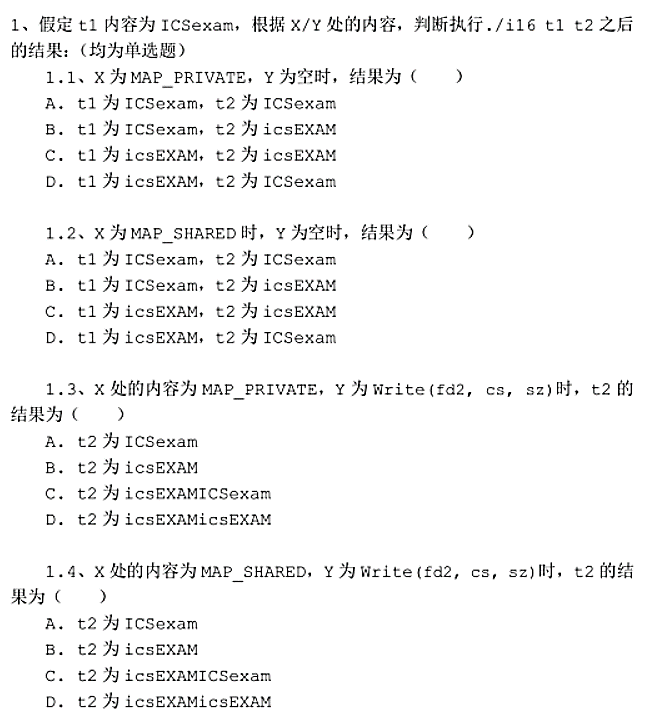 1、假定 t1 内容为 ICSexam，根据 X/Y 处的内容，判断执行./i16 t1 t2 之后
的结果：（均为单选题）
1.1、X 为 MAP_PRIVATE，Y 为空时，结果为（　　）
A. t1 为 ICSexam，t2 为 ICSexam
B. t1 为 ICSexam，t2 为 icsEXAM
C. t1 为 icsEXAM，t2 为 icsEXAM
D. t1 为 icsEXAM，t2 为 ICSexam
1.2、X 为 MAP_SHARED 时，Y 为空时，结果为（　　）
A. t1 为 ICSexam，t2 为 ICSexam
B. t1 为 ICSexam，t2 为 icsEXAM
C. t1 为 icsEXAM，t2 为 icsEXAM
D. t1 为 icsEXAM，t2 为 ICSexam
1.3、X 处的内容为 MAP_PRIVATE，Y 为 Write(fd2, cs, sz)时，t2 的
结果为（　　）
A. t2 为 ICSexam
B. t2 为 icsEXAM
C. t2 为 icsEXAMICSexam
D. t2 为 icsEXAMicsEXAM
1.4、X 处的内容为 MAP_SHARED，Y 为 Write(fd2, cs, sz)时，t2 的结
果为（　　）
A. t2 为 ICSexam
B. t2 为 icsEXAM
C. t2 为 icsEXAMICSexam
D. t2 为 icsEXAMicsEXAM